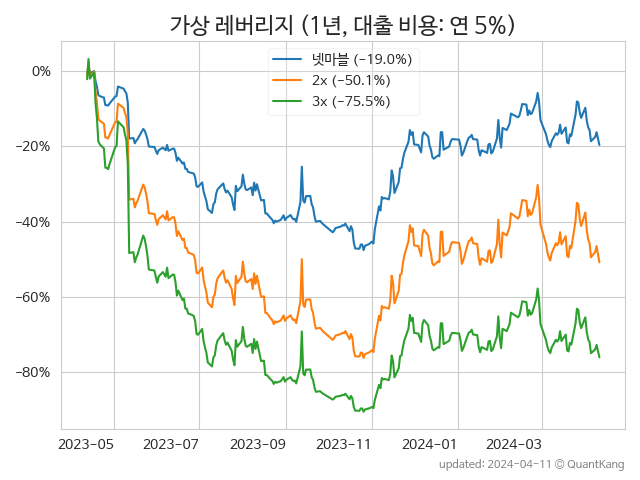 가상 레버리지 (1년, 대출 비용: 연 5%)
넷마블 (−19.0%)
2x (−50.1%)
3x (−75.5%)
0%
−20%
−40%
−60%
−80%
2023-05 2023-07 2023-09 2023-11 2024-01 2024-03
updated: 2024-04-11 © QuantKang